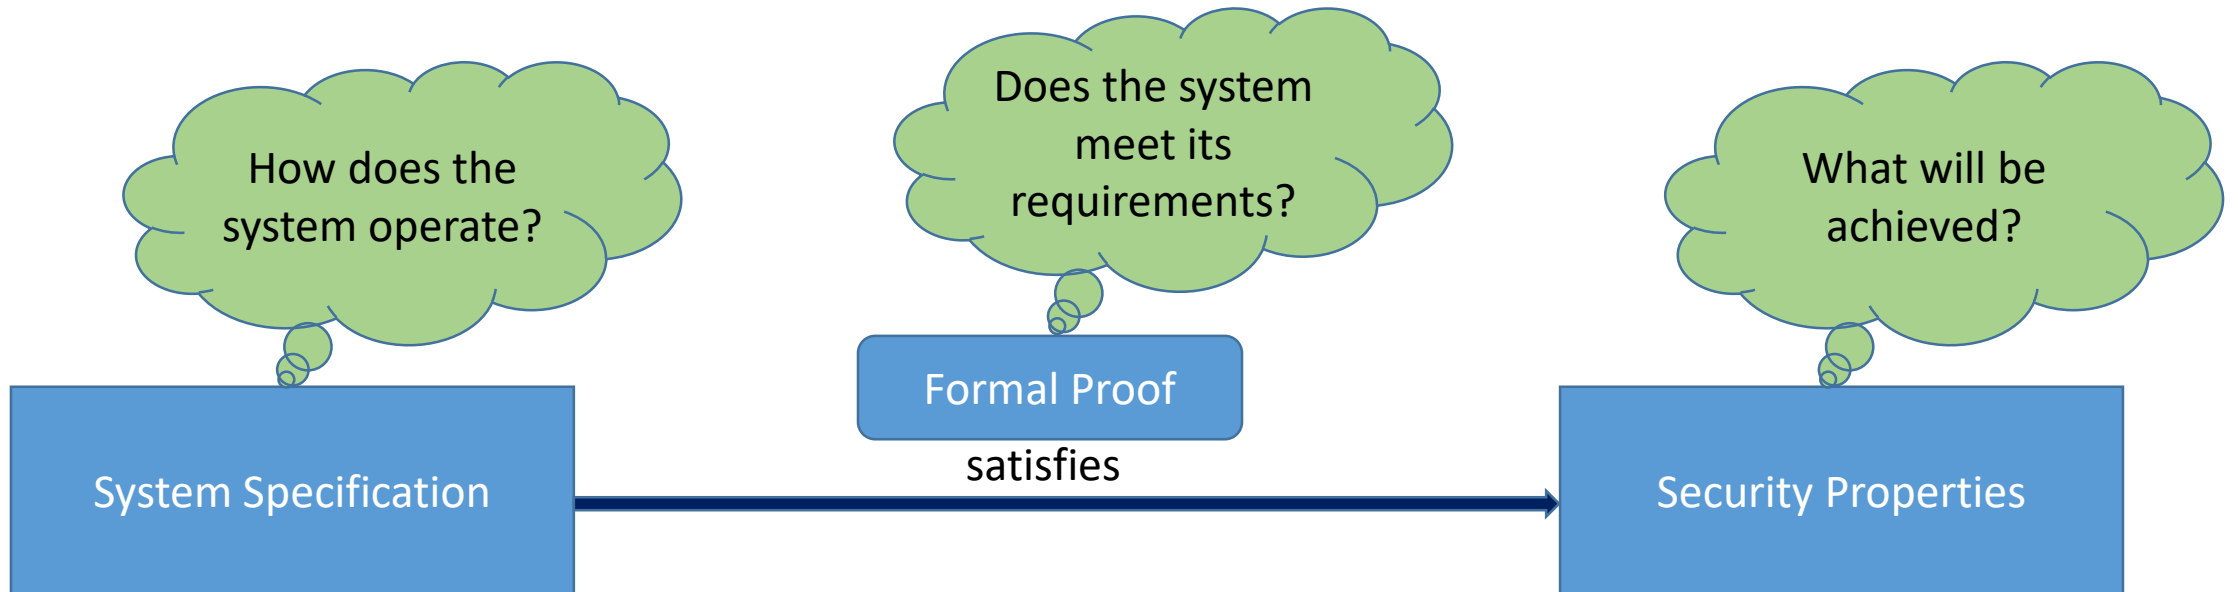 How does the
system operate?
Does the system
meet its
requirements?
What will be
achieved?
System Specification
Formal Proof
satisfies
Security Properties